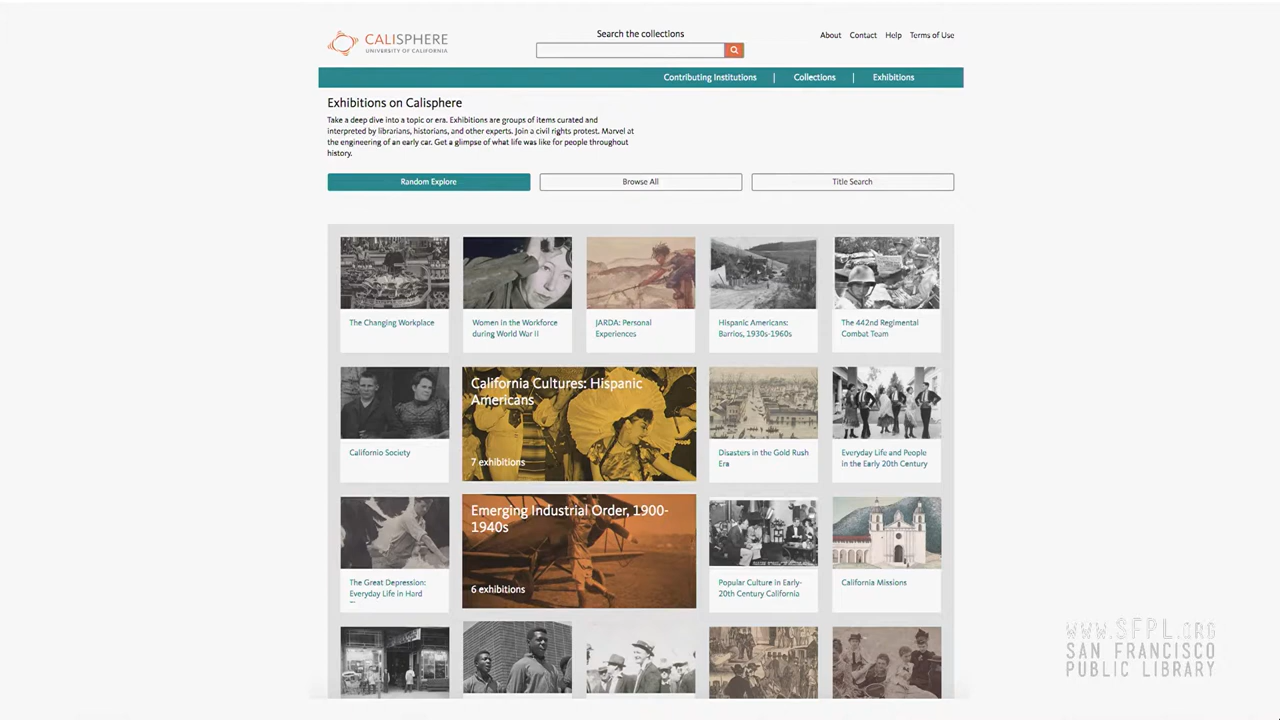 CALISPHERE
UNIVERSITY OF CALIFORNIA
Search the collections
About Contact Help Terms of Use
Contributing Institutions | Collections | Exhibitions
Exhibitions on Calisphere
Take a deep dive into a topic or era. Exhibitions are groups of items curated and
interpreted by librarians, historians, and other experts. Join a civil rights protest. Marvel at
the engineering of an early car. Get a glimpse of what life was like for people throughout
history.
Random Explore
Browse All
Title Search
The Changing Workplace
Women in the Workforce
during World War II
JARDA: Personal
Experiences
Hispanic Americans:
Barrios, 1930s-1960s
The 442nd Regimental
Combat Team
Californio Society
California Cultures: Hispanic
Americans
7 exhibitions
Disasters in the Gold Rush
Era
Everyday Life and People
in the Early 20th Century
The Great Depression:
Everyday Life in Hard
Emerging Industrial Order, 1900-
1940s
6 exhibitions
Popular Culture in Early-
20th Century California
California Missions
WWW.SFPL.ORG
SAN FRANCISCO
PUBLIC LIBRARY